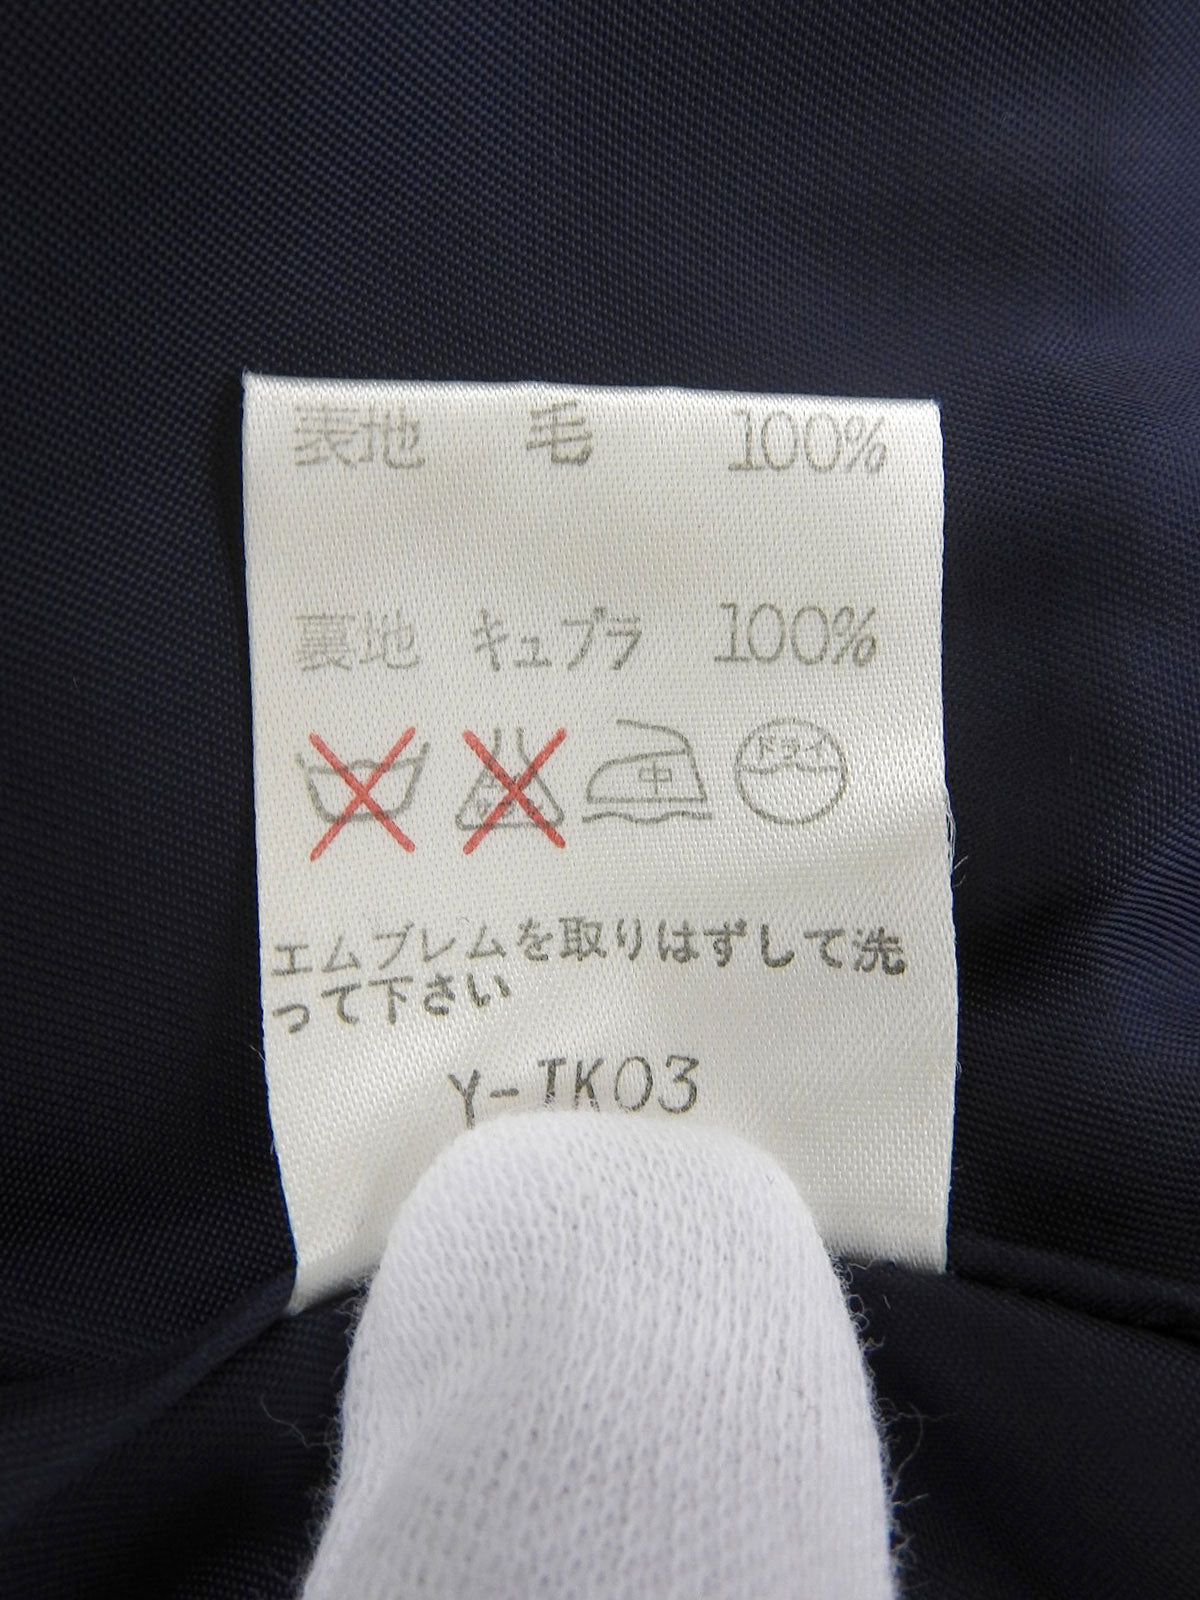 表地 毛 100%
裏地 キュプラ 100%
中 ドライ
エムブレムを取りはずして洗
って下さい
Y-TK03